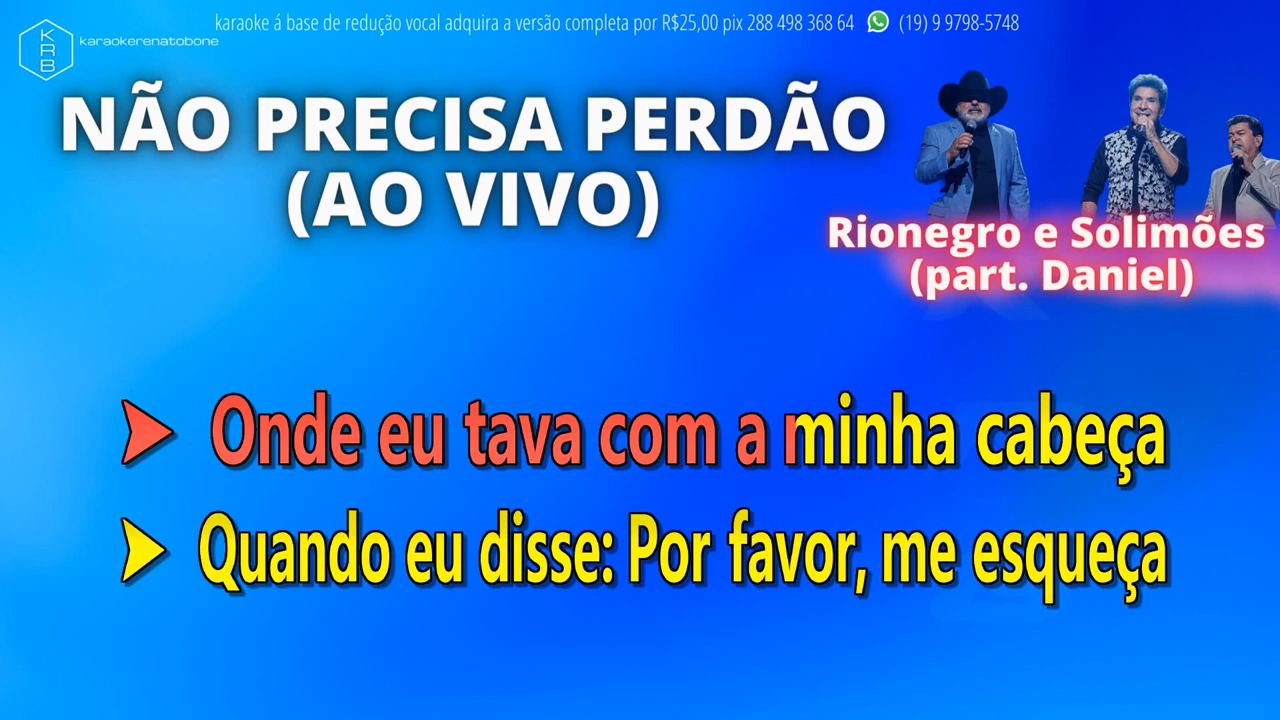 karaoke á base de redução vocal adquira a versão completa por R$25,00 pix 288 498 368 64 (19) 9 9798-5748
KRB
karaokerenatobone
NÃO PRECISA PERDÃO
(AO VIVO)
Rionegro e Solimões
(part. Daniel)
Onde eu tava com a minha cabeça
Quando eu disse: Por favor, me esqueça